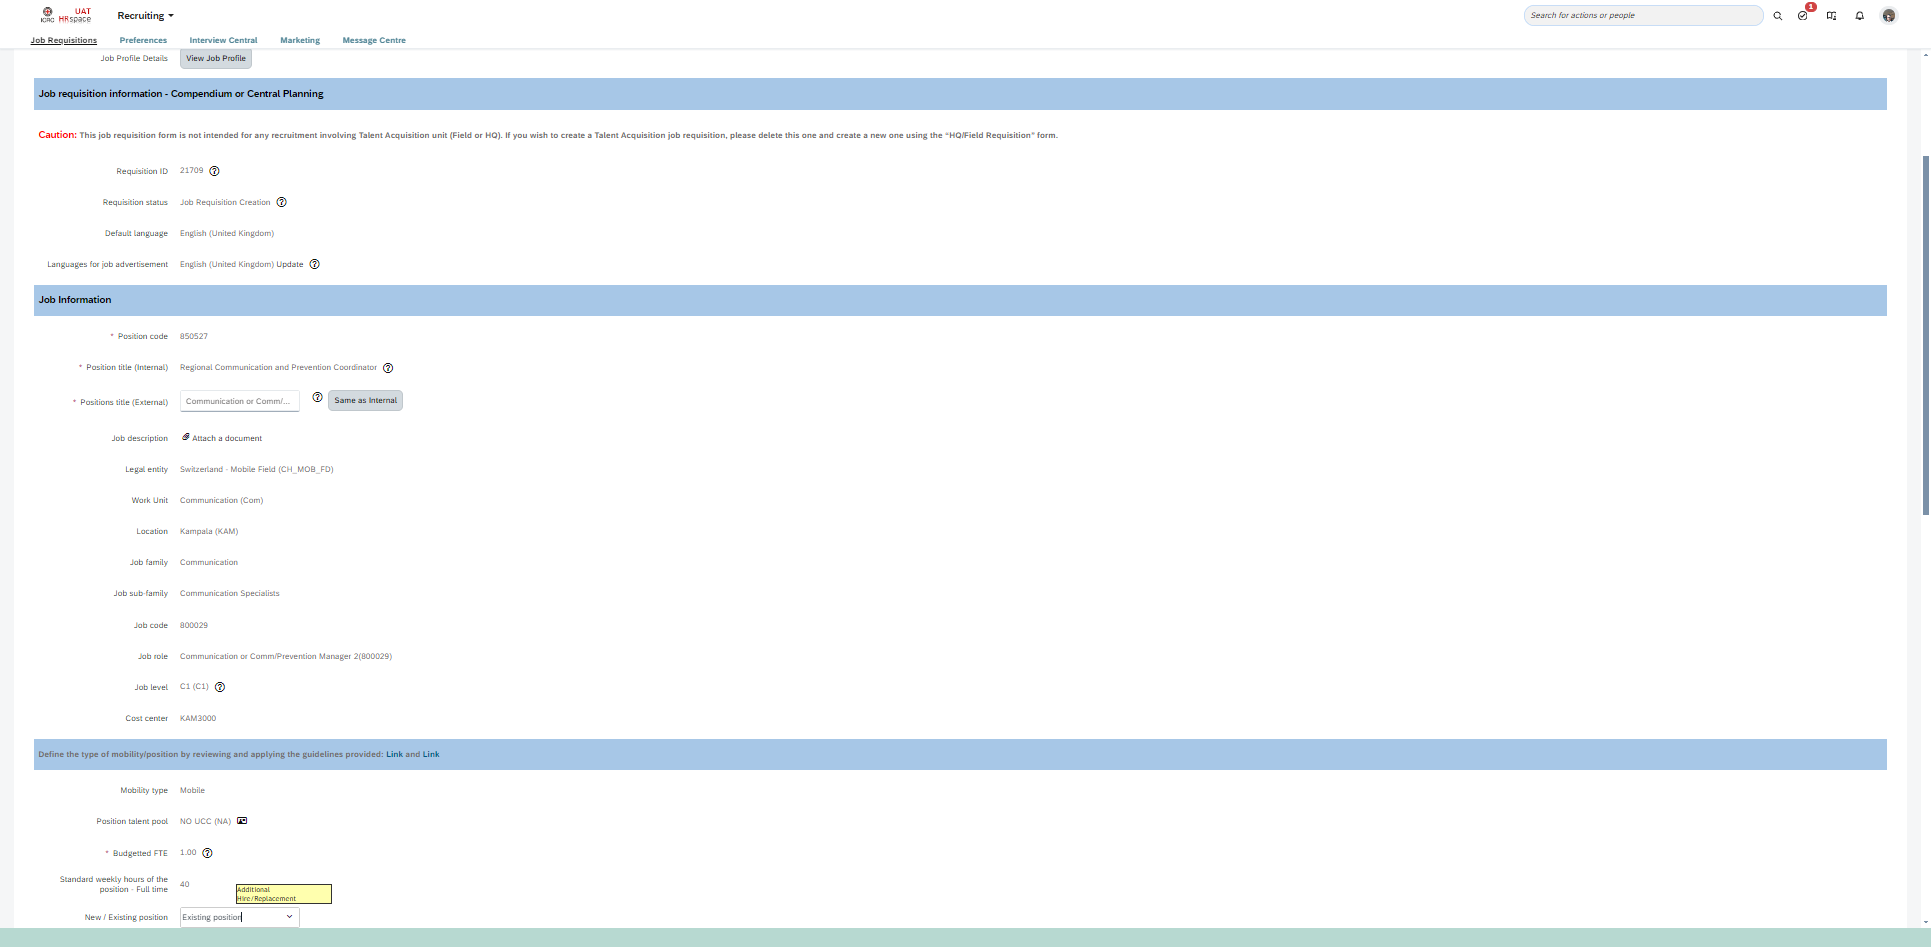 ICRC
UAT
HRspace
Recruiting
Search for actions or people
1
Job Requisitions
Preferences
Interview Central
Marketing
Message Centre
Job Profile Details
View Job Profile
Job requisition information - Compendium or Central Planning
Caution: This job requisition form is not intended for any recruitment involving Talent Acquisition unit (Field or HQ). If you wish to create a Talent Acquisition job requisition, please delete this one and create a new one using the "HQ/Field Requisition" form.
Requisition ID 21709
Requisition status Job Requisition Creation
Default language English (United Kingdom)
Languages for job advertisement English (United Kingdom) Update
Job Information
* Position code 850527
* Position title (Internal) Regional Communication and Prevention Coordinator
* Positions title (External) Communication or Comm/... Same as Internal
Job description Attach a document
Legal entity Switzerland - Mobile Field (CH_MOB_FD)
Work Unit Communication (Com)
Location Kampala (KAM)
Job family Communication
Job sub-family Communication Specialists
Job code 800029
Job role Communication or Comm/Prevention Manager 2(800029)
Job level C1 (C1)
Cost center KAM3000
Define the type of mobility/position by reviewing and applying the guidelines provided: Link and Link
Mobility type Mobile
Position talent pool NO UCC (NA)
* Budgetted FTE 1.00
Standard weekly hours of the
position - Full time 40
Additional
Hire/Replacement
New / Existing position Existing position